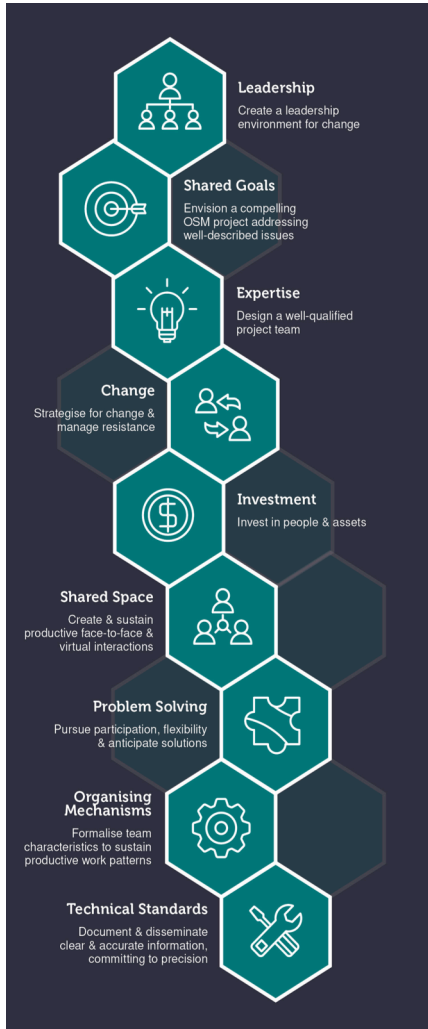 Leadership
Create a leadership
environment for change
Shared Goals
Envision a compelling
OSM project addressing
well-described issues
Expertise
Design a well-qualified
project team
Change
Strategise for change &
manage resistance
Investment
Invest in people & assets
Shared Space
Create & sustain
productive face-to-face &
virtual interactions
Problem Solving
Pursue participation, flexibility
& anticipate solutions
Organising
Mechanisms
Formalise team
characteristics to sustain
productive work patterns
Technical Standards
Document & disseminate
clear & accurate information,
committing to precision